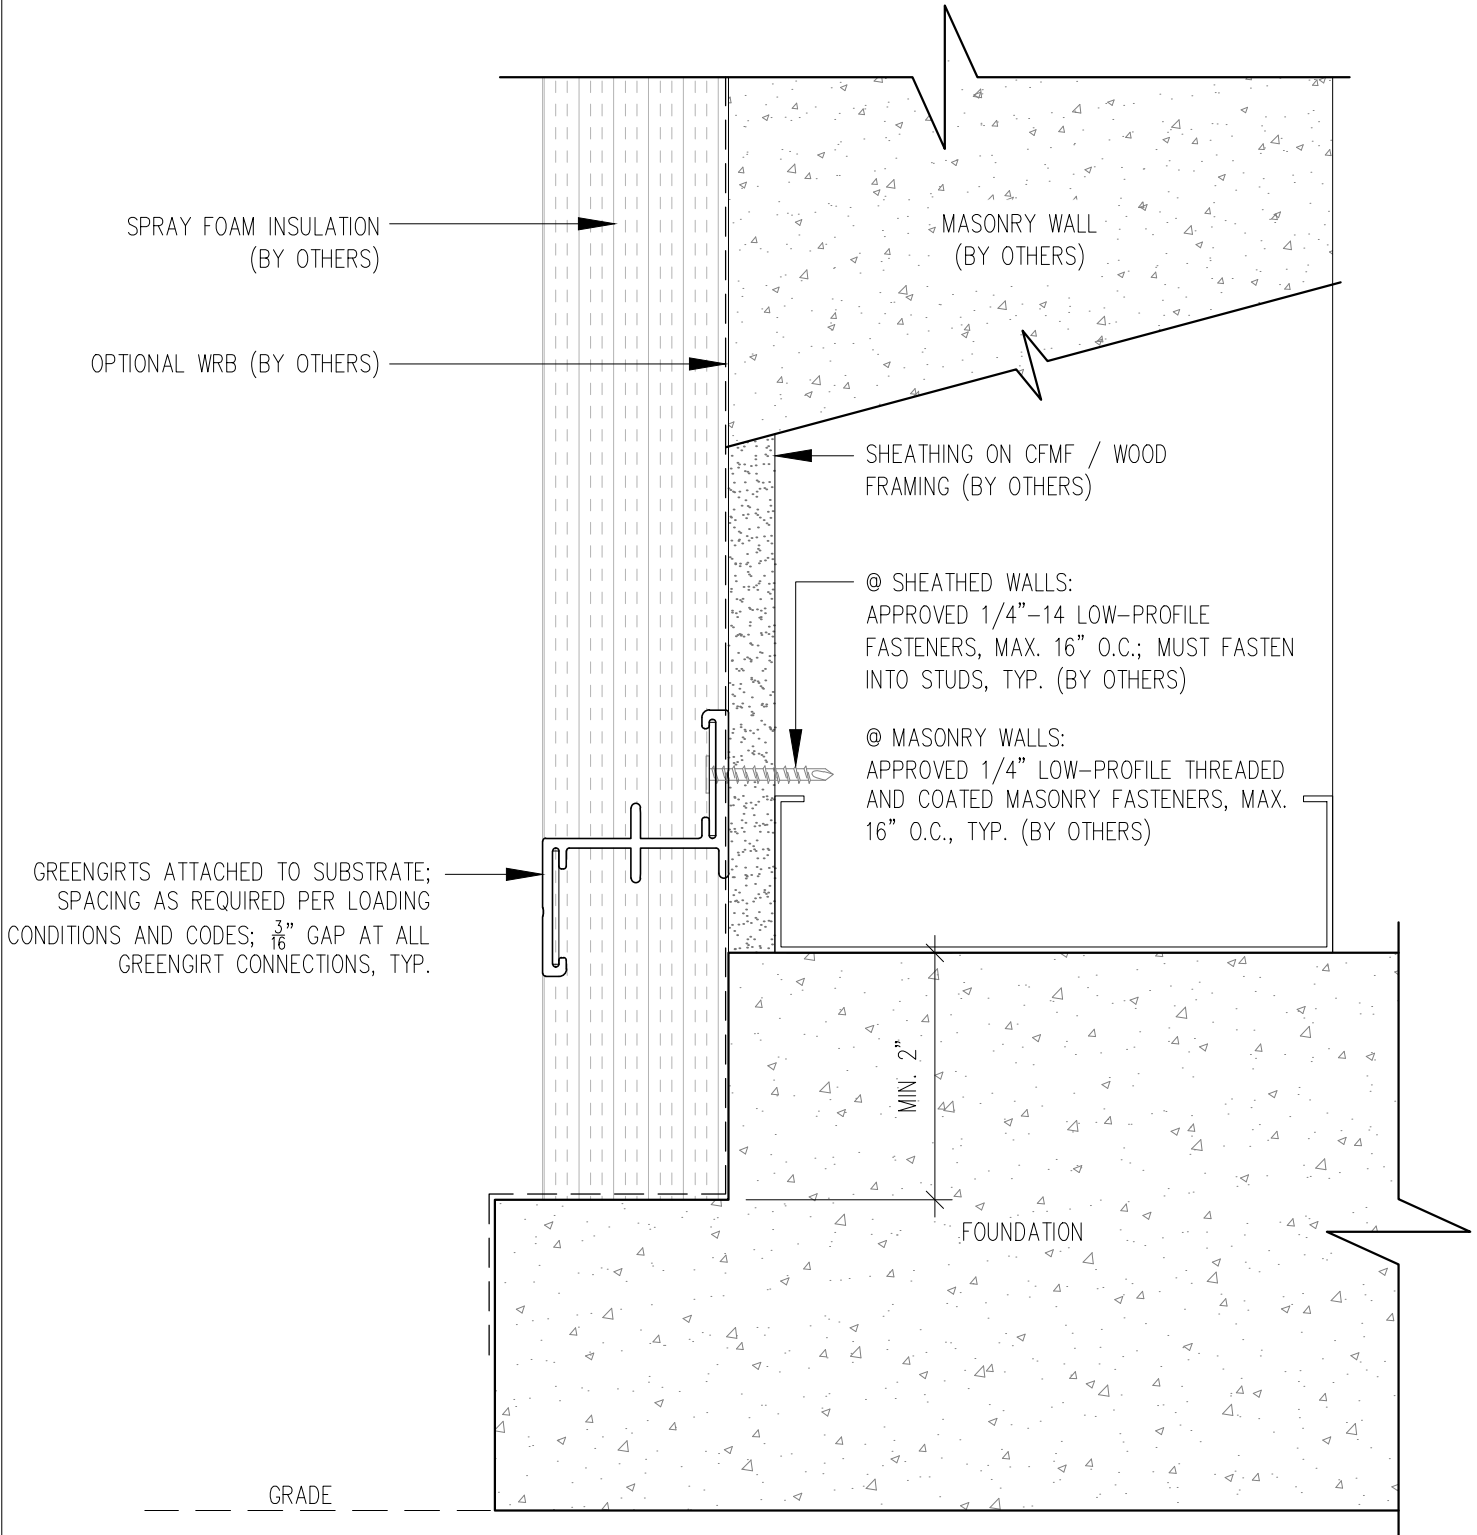 SPRAY FOAM INSULATION
(BY OTHERS)
MASONRY WALL
(BY OTHERS)
OPTIONAL WRB (BY OTHERS)
SHEATHING ON CFMF / WOOD
FRAMING (BY OTHERS)
@ SHEATHED WALLS:
APPROVED 1/4"-14 LOW-PROFILE
FASTENERS, MAX. 16" O.C.; MUST FASTEN
INTO STUDS, TYP. (BY OTHERS)
@ MASONRY WALLS:
APPROVED 1/4" LOW-PROFILE THREADED
AND COATED MASONRY FASTENERS, MAX.
16" O.C., TYP. (BY OTHERS)
GREENGIRTS ATTACHED TO SUBSTRATE;
SPACING AS REQUIRED PER LOADING
CONDITIONS AND CODES; 3/16" GAP AT ALL
GREENGIRT CONNECTIONS, TYP.
MIN. 2"
FOUNDATION
GRADE